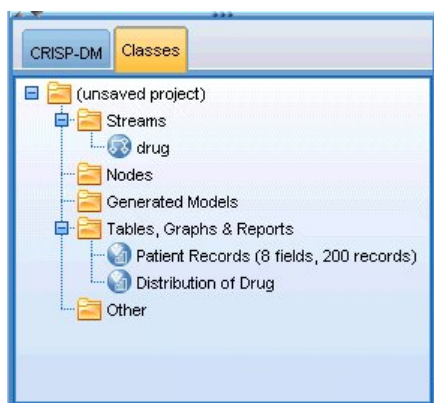 CRISP-DM Classes
(unsaved project)
Streams
drug
Nodes
Generated Models
Tables, Graphs & Reports
Patient Records (8 fields, 200 records)
Distribution of Drug
Other